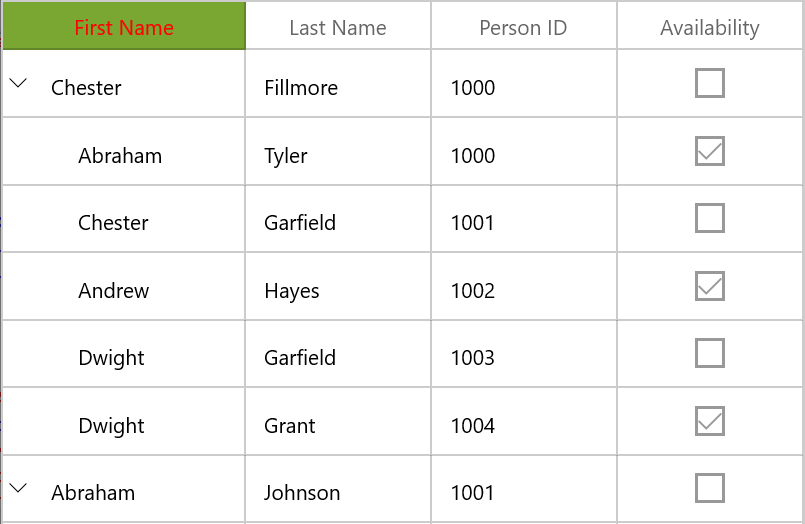 First Name Last Name Person ID Availability
Chester Fillmore 1000
Abraham Tyler 1000
Chester Garfield 1001
Andrew Hayes 1002
Dwight Garfield 1003
Dwight Grant 1004
Abraham Johnson 1001